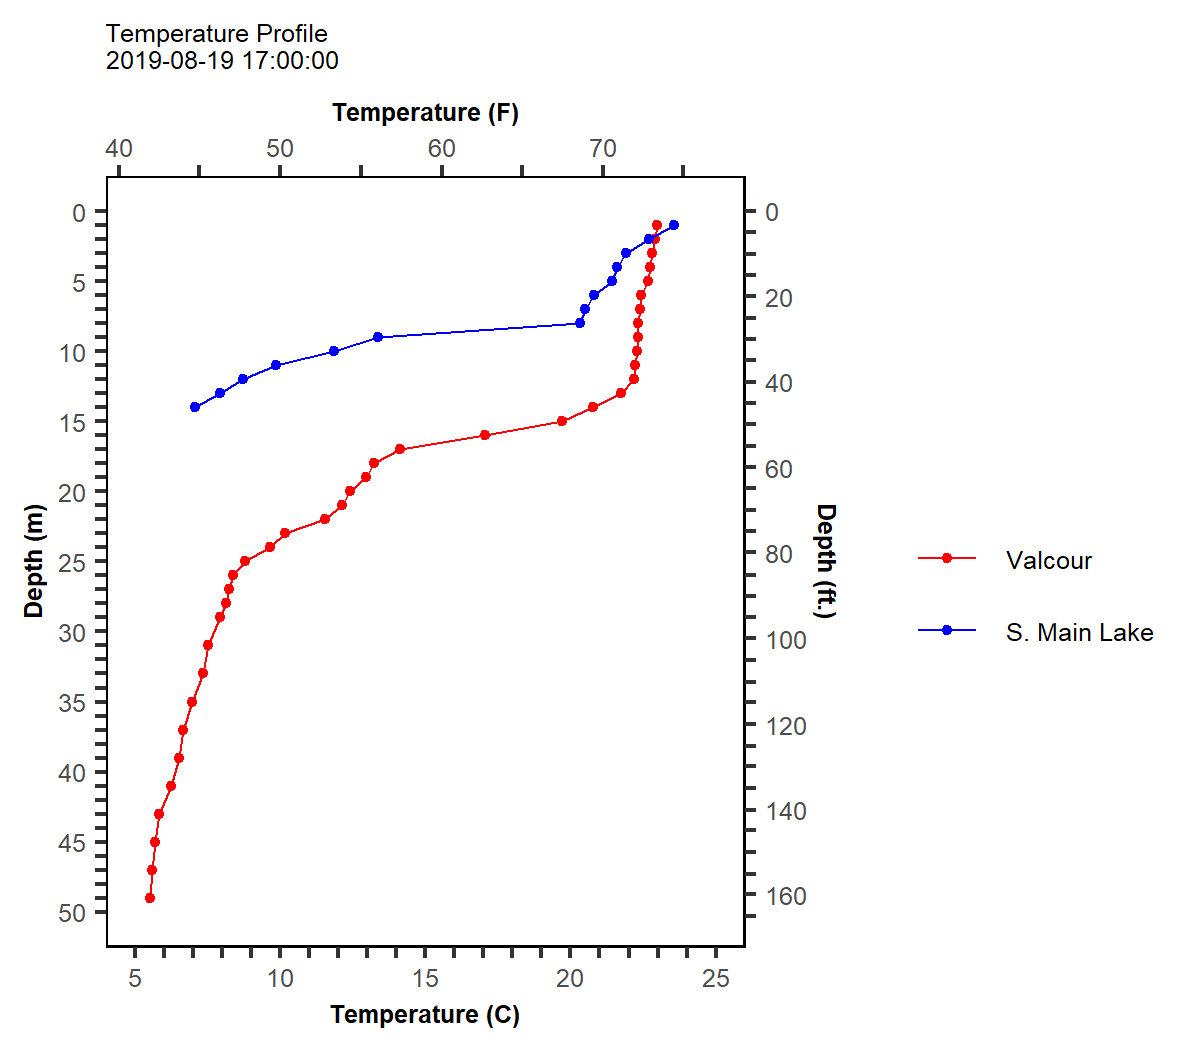 Temperature Profile
2019-08-19 17:00:00
Temperature (F)
40 50 60 70
0
5
10
15
20
25
30
35
40
45
50
Depth (m)
0
20
40
60
80
100
120
140
160
Depth (ft.)
Valcour
S. Main Lake
5 10 15 20 25
Temperature (C)